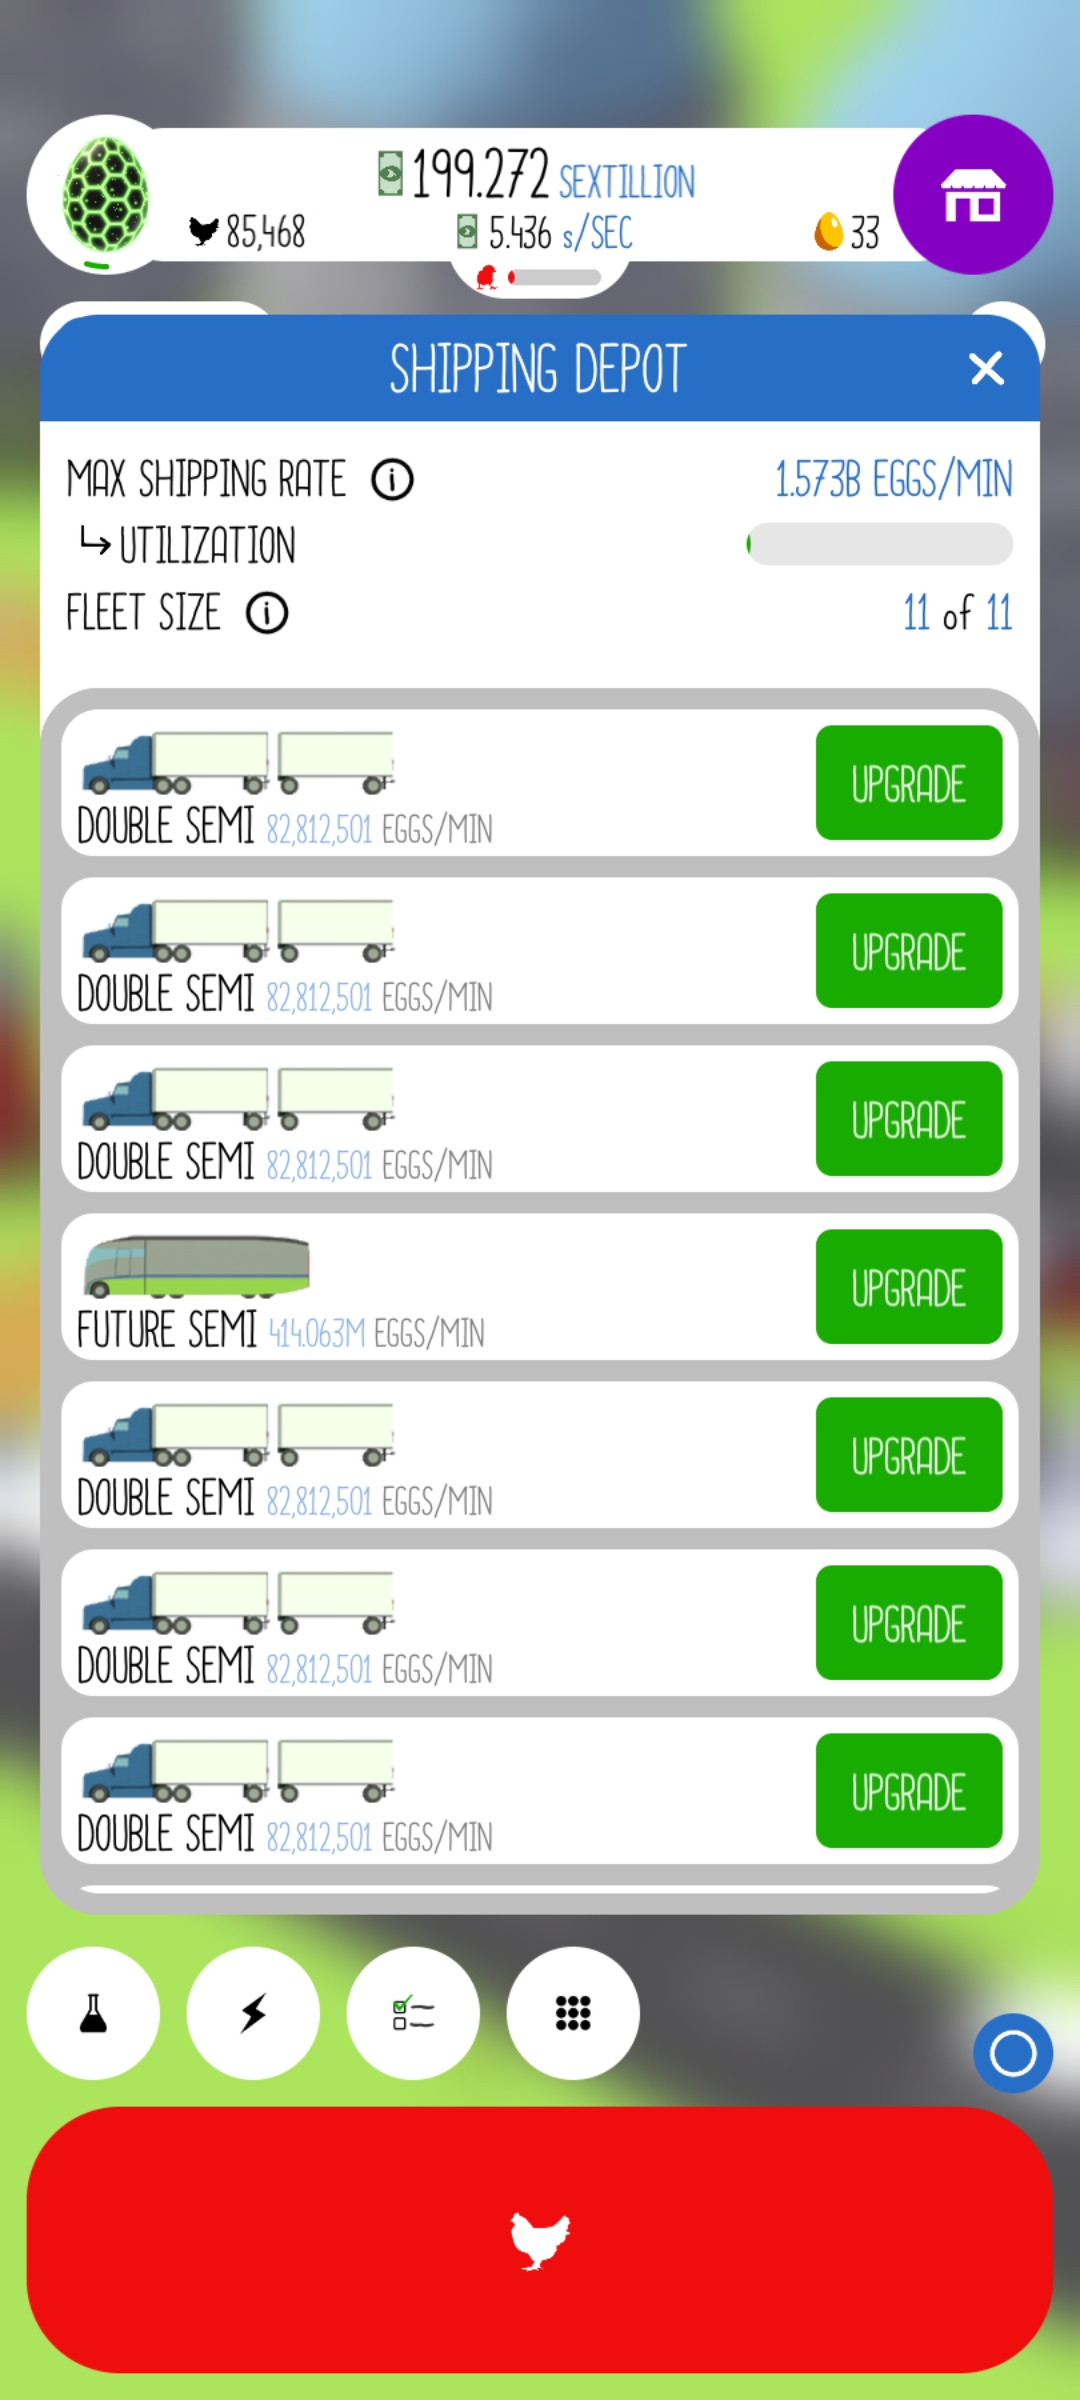 199.272 SEXTILLION
85,468 5.436 s/SEC 33
SHIPPING DEPOT
MAX SHIPPING RATE i 1.573B EGGS/MIN
UTILIZATION
FLEET SIZE i 11 of 11
UPGRADE
DOUBLE SEMI 82,812,501 EGGS/MIN
UPGRADE
DOUBLE SEMI 82,812,501 EGGS/MIN
UPGRADE
DOUBLE SEMI 82,812,501 EGGS/MIN
UPGRADE
FUTURE SEMI 414.063M EGGS/MIN
UPGRADE
DOUBLE SEMI 82,812,501 EGGS/MIN
UPGRADE
DOUBLE SEMI 82,812,501 EGGS/MIN
UPGRADE
DOUBLE SEMI 82,812,501 EGGS/MIN